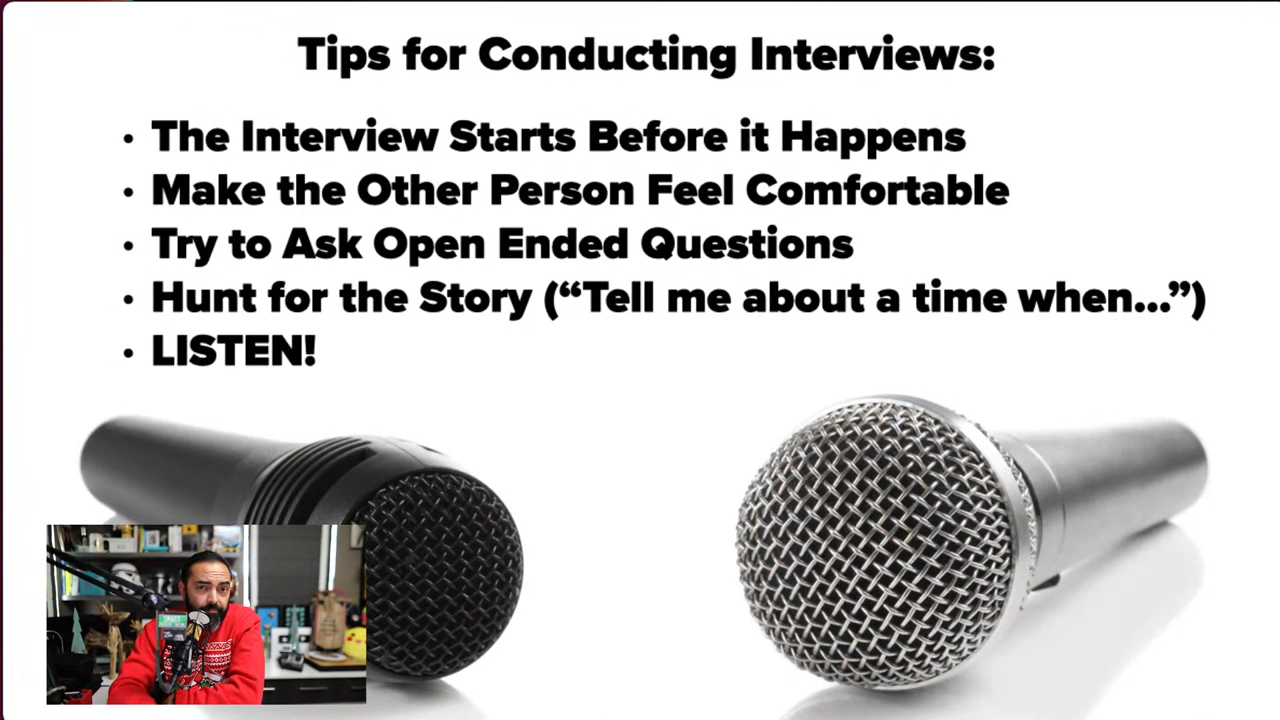 Tips for Conducting Interviews:
• The Interview Starts Before it Happens
• Make the Other Person Feel Comfortable
• Try to Ask Open Ended Questions
• Hunt for the Story (“Tell me about a time when...”)
• LISTEN!